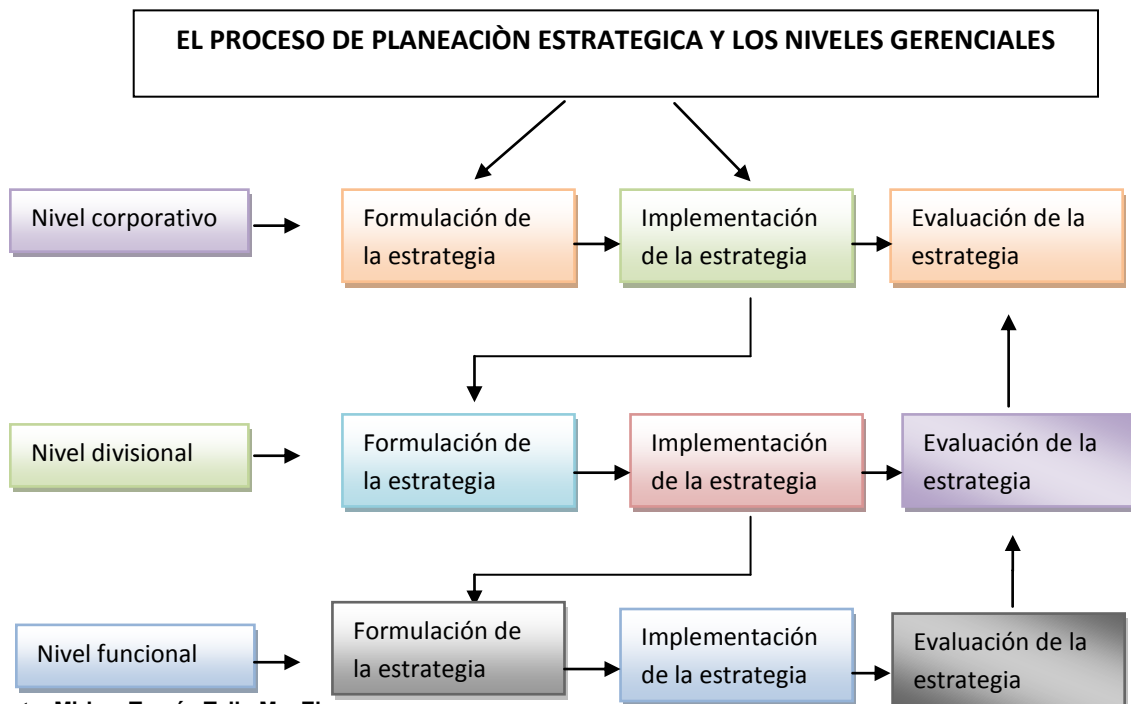 EL PROCESO DE PLANEACIÒN ESTRATEGICA Y LOS NIVELES GERENCIALES
Nivel corporativo
Formulación de
la estrategia
Implementación
de la estrategia
Evaluación de la
estrategia
Nivel divisional
Formulación de
la estrategia
Implementación
de la estrategia
Evaluación de la
estrategia
Nivel funcional
Formulación de
la estrategia
Implementación
de la estrategia
Evaluación de la
estrategia